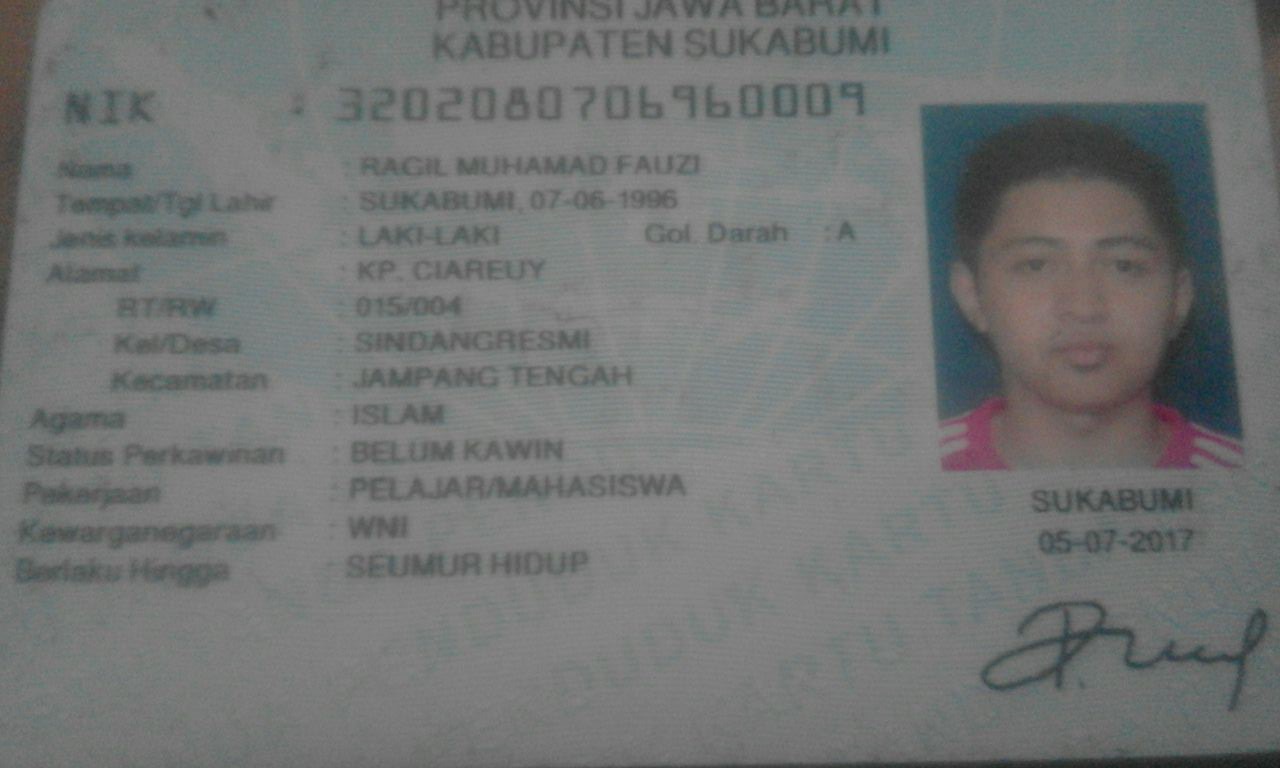 PROVINSI JAWA BARAT
KABUPATEN SUKABUMI
NIK : 3202080706960009
Nama : RAGIL MUHAMAD FAUZI
Tempat/Tgl Lahir : SUKABUMI, 07-06-1996
Jenis kelamin : LAKI-LAKI Gol. Darah : A
Alamat : KP. CIAREUY
RT/RW : 015/004
Kel/Desa : SINDANGRESMI
Kecamatan : JAMPANG TENGAH
Agama : ISLAM
Status Perkawinan : BELUM KAWIN
Pekerjaan : PELAJAR/MAHASISWA
Kewarganegaraan : WNI
Berlaku Hingga : SEUMUR HIDUP
SUKABUMI
05-07-2017